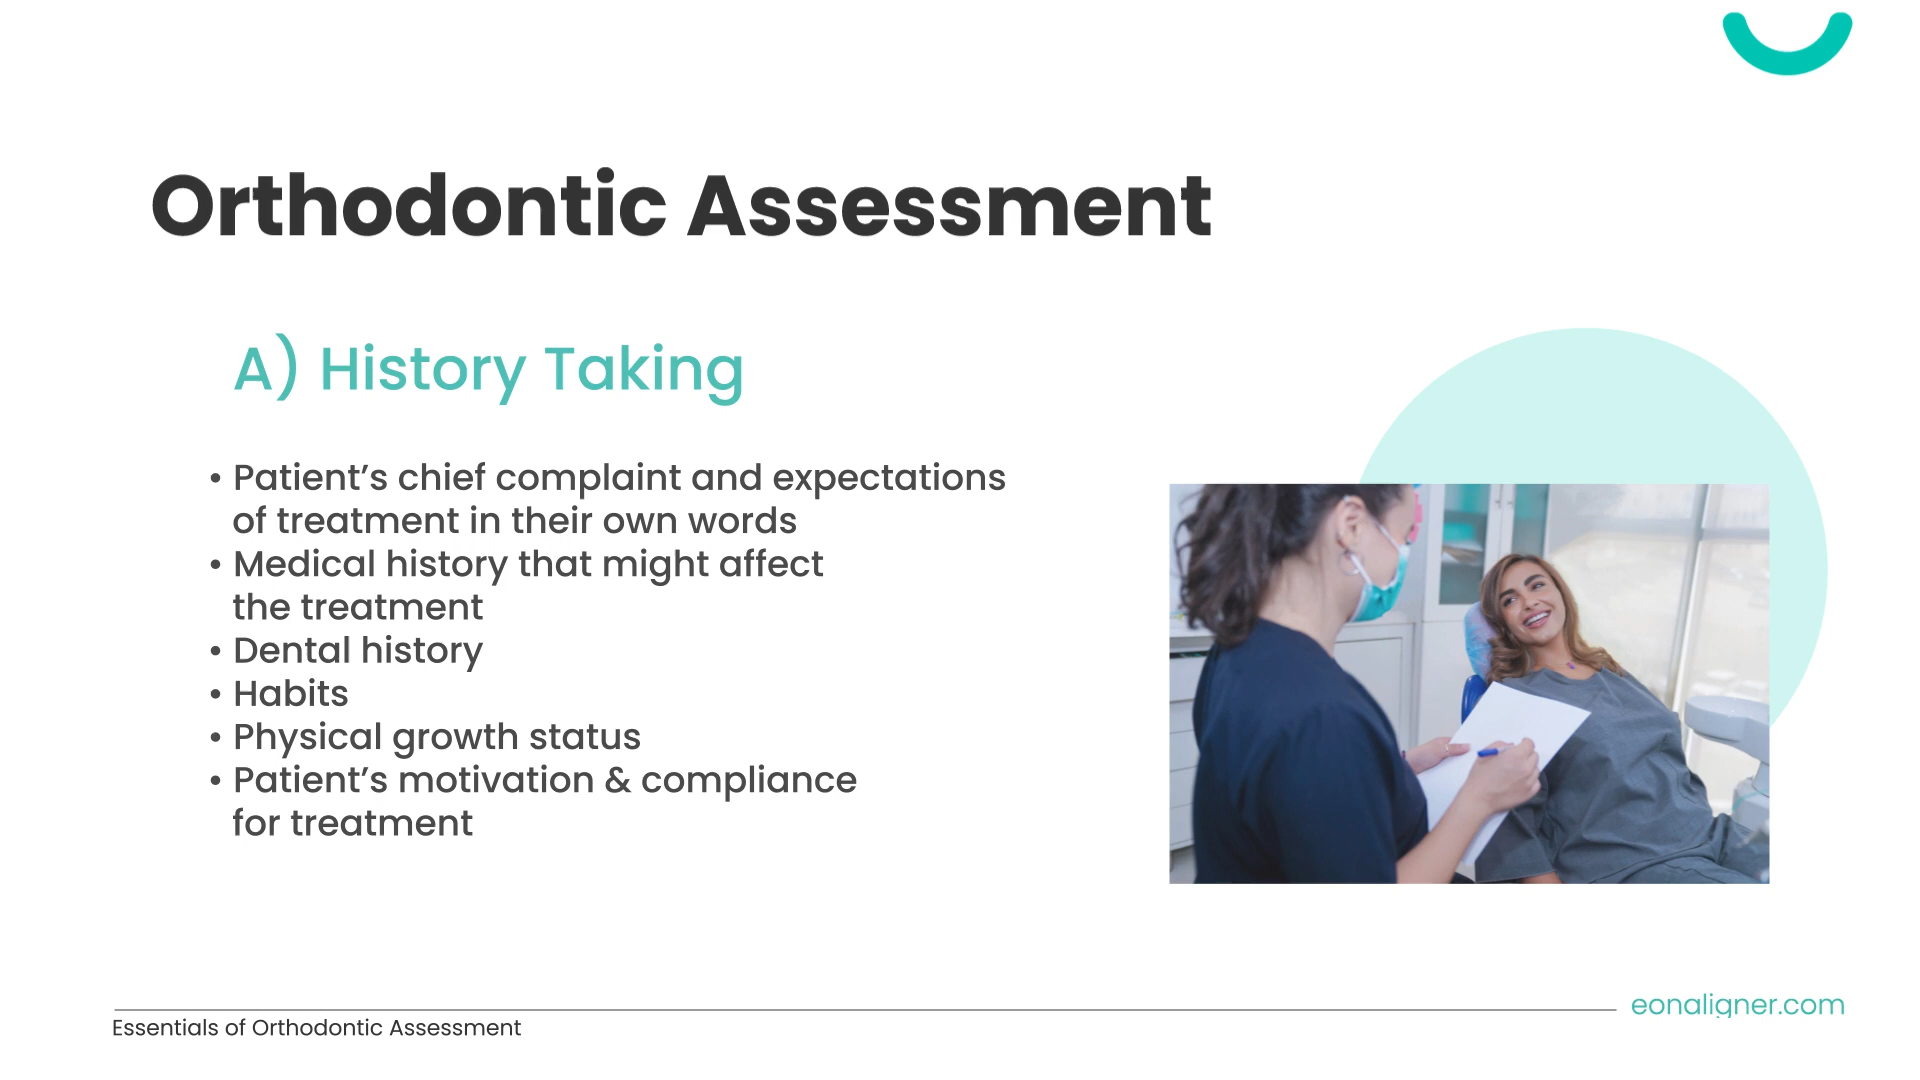 Orthodontic Assessment
A) History Taking
• Patient’s chief complaint and expectations
of treatment in their own words
• Medical history that might affect
the treatment
• Dental history
• Habits
• Physical growth status
• Patient’s motivation & compliance
for treatment
eonaligner.com
Essentials of Orthodontic Assessment